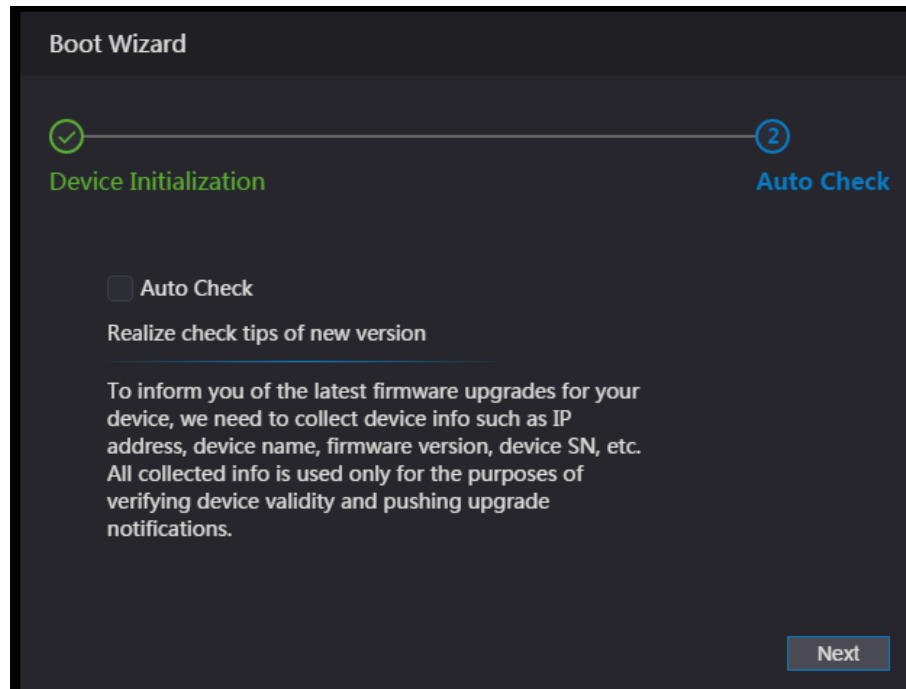 Boot Wizard
2
Device Initialization
Auto Check
Auto Check
Realize check tips of new version
To inform you of the latest firmware upgrades for your
device, we need to collect device info such as IP
address, device name, firmware version, device SN, etc.
All collected info is used only for the purposes of
verifying device validity and pushing upgrade
notifications.
Next